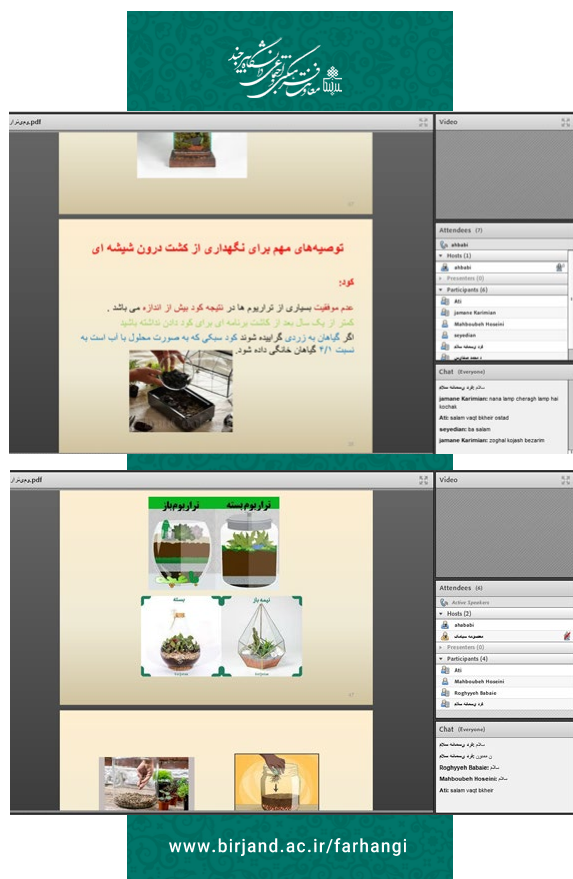 معاونت فرهنگی و اجتماعی دانشگاه بیرجند
.pdf
Video
توصیه‌های مهم برای نگهداری از کشت درون شیشه ای
کود:
عدم موفقیت بسیاری از تراریوم ها در نتیجه کود بیش از اندازه می باشد .
کمتر از یک سال بعد از کاشت برنامه ای برای کود دادن نداشته باشید
اگر گیاهان به زردی گراییده شوند کود سبکی که به صورت محلول با آب است به
نسبت ۴/۱ گیاهان خانگی داده شود.
Attendees (7)
ahbabi
Hosts (1)
ahbabi
Presenters (0)
Participants (6)
Ati
jamane Karimian
Mahboubeh Hoseini
seyedian
Chat (Everyone)
jamane Karimian: nana lamp cheragh lamp hai
kochak
Ati: salam vaqt bkheir ostad
seyedian: ba salam
jamane Karimian: zoghal kojash bezarim
.pdf
Video
تراریوم باز
تراریوم بسته
بسته
نیمه باز
Attendees (6)
Active Speakers
Hosts (2)
ahababi
Presenters (0)
Participants (4)
Ati
Mahboubeh Hoseini
Roghyyeh Babaie
Chat (Everyone)
Roghyyeh Babaie: سلام
Mahboubeh Hoseini: سلام
Ati: salam vaqt bkheir
www.birjand.ac.ir/farhangi